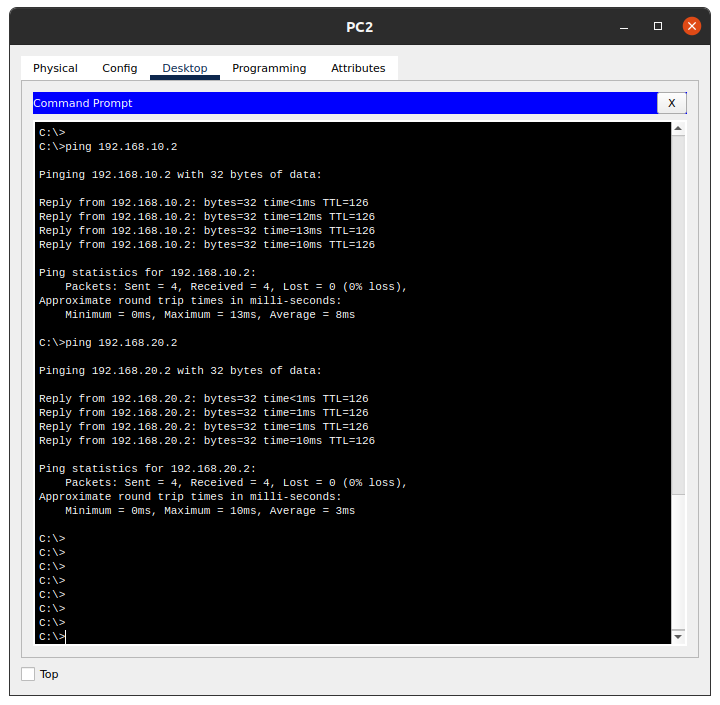 PC2
Physical Config Desktop Programming Attributes
Command Prompt X
C:\>
C:\>ping 192.168.10.2
Pinging 192.168.10.2 with 32 bytes of data:
Reply from 192.168.10.2: bytes=32 time<1ms TTL=126
Reply from 192.168.10.2: bytes=32 time=12ms TTL=126
Reply from 192.168.10.2: bytes=32 time=13ms TTL=126
Reply from 192.168.10.2: bytes=32 time=10ms TTL=126
Ping statistics for 192.168.10.2:
Packets: Sent = 4, Received = 4, Lost = 0 (0% loss),
Approximate round trip times in milli-seconds:
Minimum = 0ms, Maximum = 13ms, Average = 8ms
C:\>ping 192.168.20.2
Pinging 192.168.20.2 with 32 bytes of data:
Reply from 192.168.20.2: bytes=32 time<1ms TTL=126
Reply from 192.168.20.2: bytes=32 time=1ms TTL=126
Reply from 192.168.20.2: bytes=32 time=1ms TTL=126
Reply from 192.168.20.2: bytes=32 time=10ms TTL=126
Ping statistics for 192.168.20.2:
Packets: Sent = 4, Received = 4, Lost = 0 (0% loss),
Approximate round trip times in milli-seconds:
Minimum = 0ms, Maximum = 10ms, Average = 3ms
C:\>
C:\>
C:\>
C:\>
C:\>
C:\>
C:\>
C:\>
Top